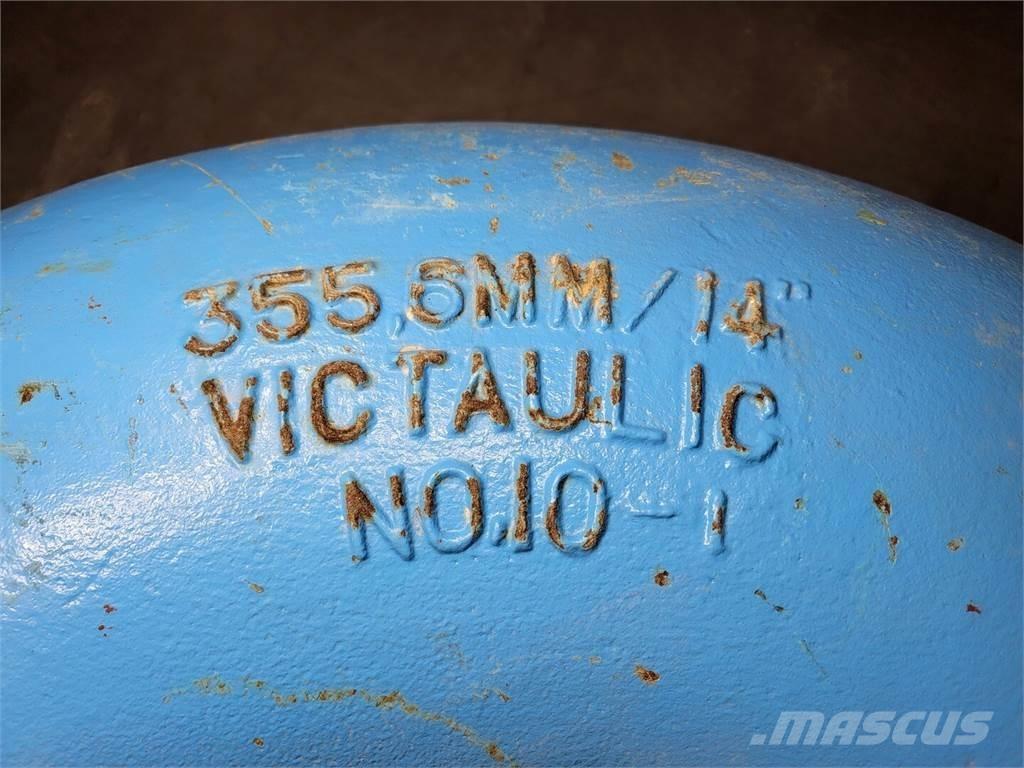 355.6MM/14"
VICTAULIC
NO.10-1
MASCUS